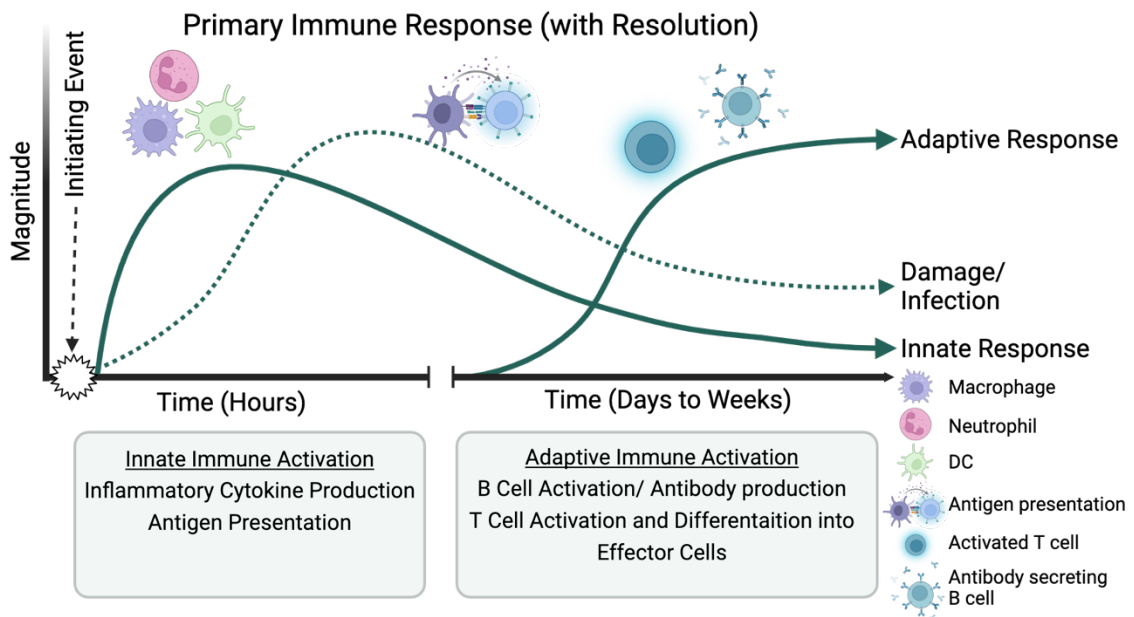 Primary Immune Response (with Resolution)
Initiating Event
Magnitude
Adaptive Response
Damage/
Infection
Innate Response
Time (Hours)
Time (Days to Weeks)
Macrophage
Neutrophil
DC
Antigen presentation
Activated T cell
Antibody secreting
B cell
Innate Immune Activation
Inflammatory Cytokine Production
Antigen Presentation
Adaptive Immune Activation
B Cell Activation/ Antibody production
T Cell Activation and Differentaition into
Effector Cells